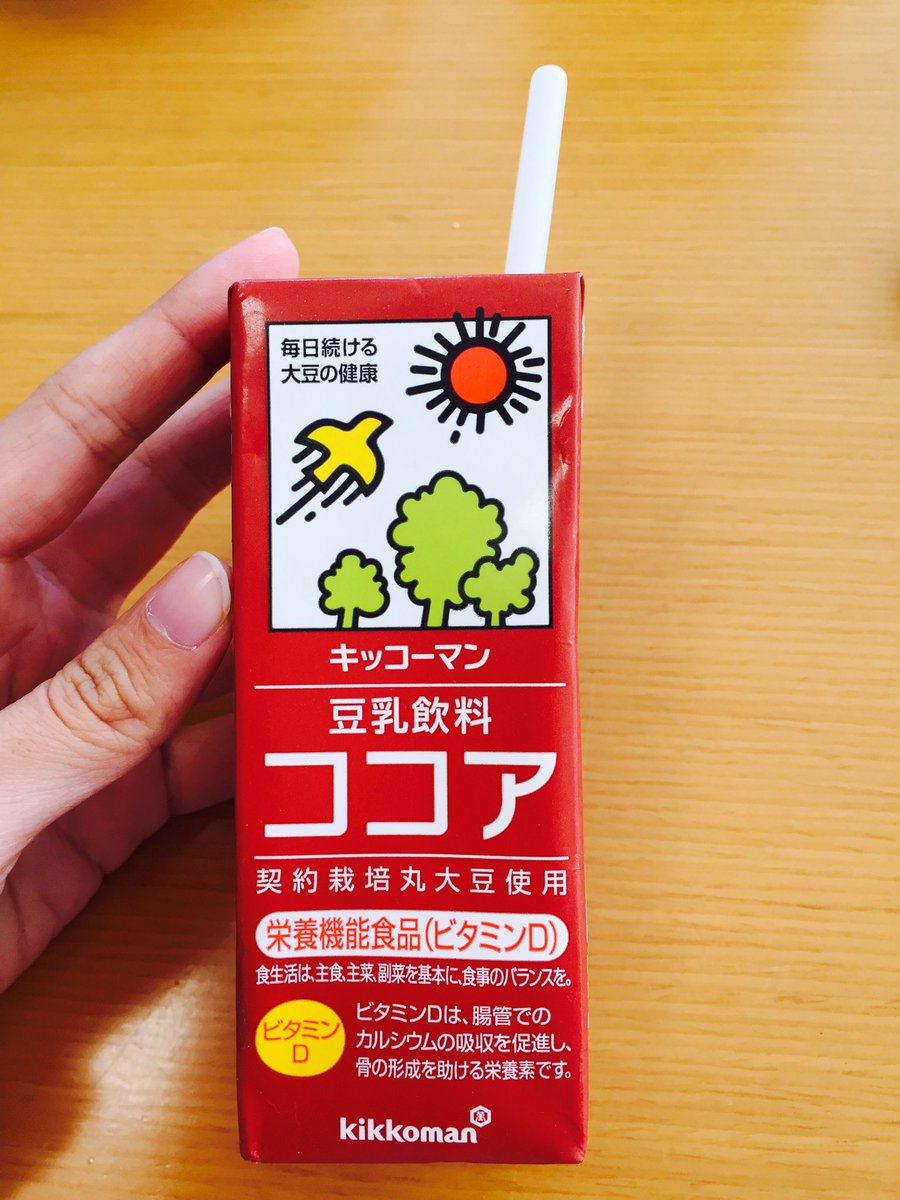 毎日続ける
大豆の健康
キッコーマン
豆乳飲料
ココア
契約栽培丸大豆使用
栄養機能食品(ビタミンD)
食生活は、主食、主菜、副菜を基本に、食事のバランスを。
ビタミン
D
ビタミンDは、腸管での
カルシウムの吸収を促進し、
骨の形成を助ける栄養素です。
kikkoman
萬